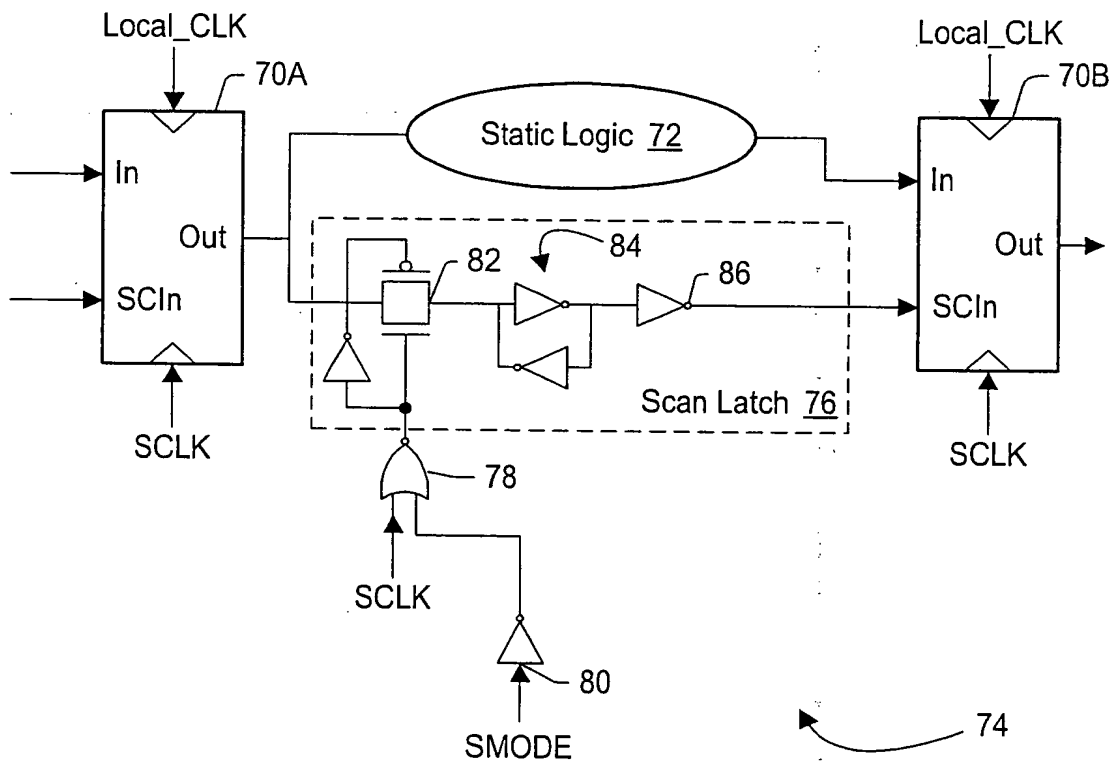 Local_CLK
Local_CLK
70A
70B
Static Logic 72
In
In
Out
82
84
86
Out
SCIn
SCIn
Scan Latch 76
SCLK
SCLK
78
SCLK
80
SMODE
74